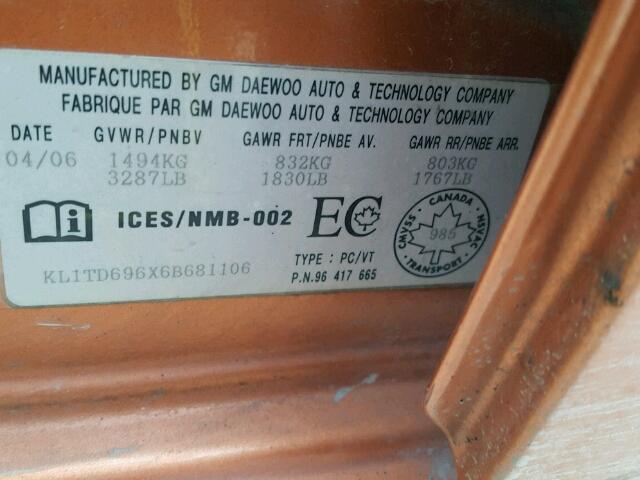 MANUFACTURED BY GM DAEWOO AUTO & TECHNOLOGY COMPANY
FABRIQUE PAR GM DAEWOO AUTO & TECHNOLOGY COMPANY
DATE GVWR/PNBV GAWR FRT/PNBE AV. GAWR RR/PNBE ARR.
04/06 1494KG 832KG 803KG
3287LB 1830LB 1767LB
ICES/NMB-002 EC
CANADA
CMVSS 985 NSVAC
TRANSPORT
TYPE : PC/VT
KL1TD696X6B681106 P.N.96 417 665